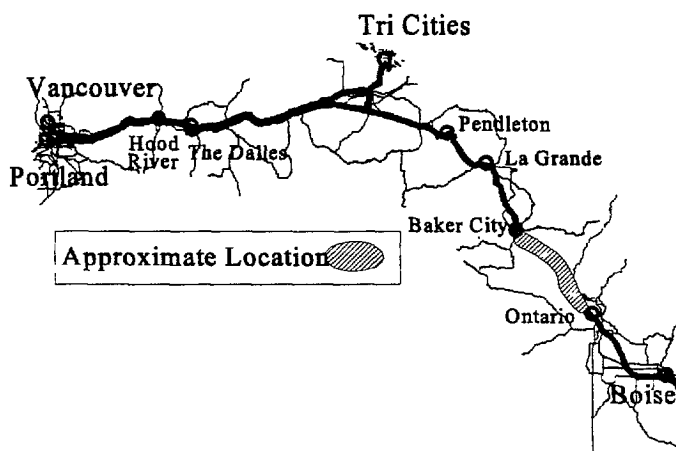 Tri Cities
Vancouver
Hood
River
The Dalles
Portland
Pendleton
La Grande
Baker City
Approximate Location
Ontario
Boise